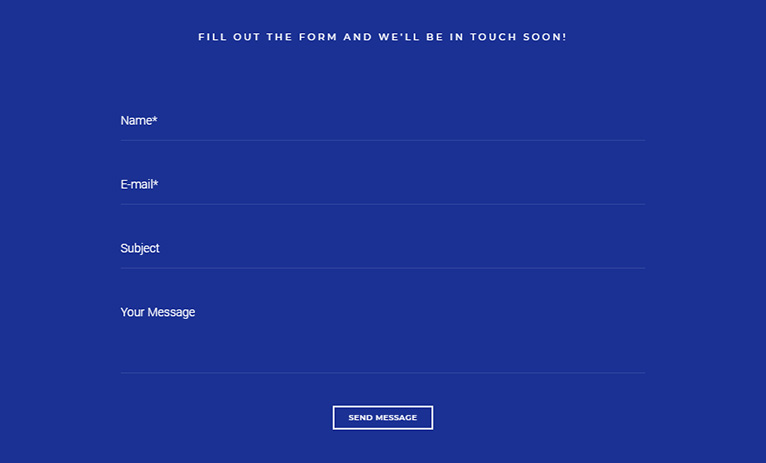 FILL OUT THE FORM AND WE'LL BE IN TOUCH SOON!
Name*
E-mail*
Subject
Your Message
SEND MESSAGE